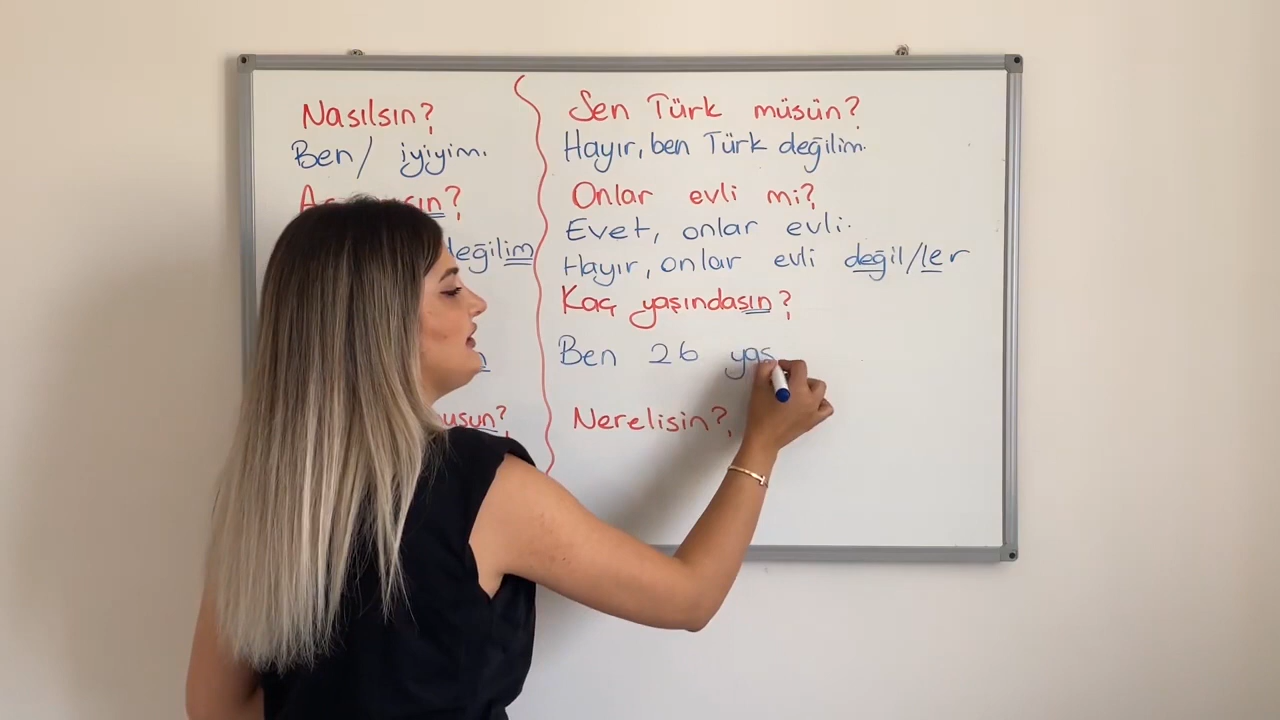 Nasılsın?
Ben/ iyiyim.
değilim
usun?
Sen Türk müsün?
Hayır, ben Türk değilim.
Onlar evli mi?
Evet, onlar evli.
Hayır, onlar evli değil/ler
Kaç yaşındasın?
Ben 26 yaş
Nerelisin?